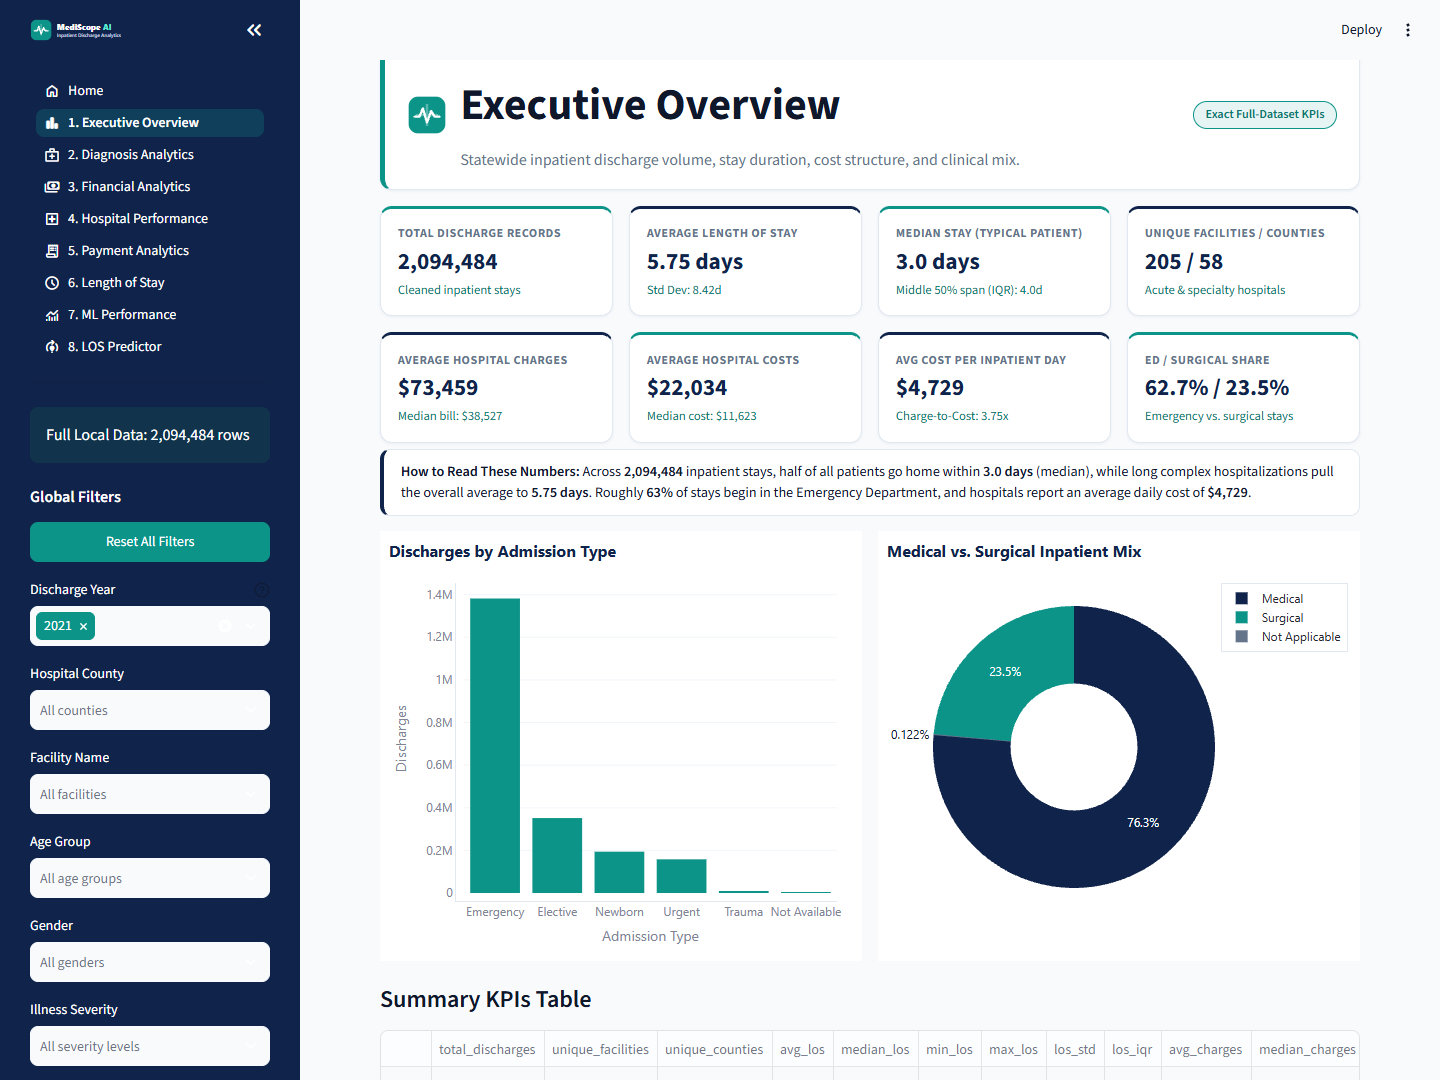 MediScope AI
Inpatient Discharge Analytics
Home
1. Executive Overview
2. Diagnosis Analytics
3. Financial Analytics
4. Hospital Performance
5. Payment Analytics
6. Length of Stay
7. ML Performance
8. LOS Predictor
Full Local Data: 2,094,484 rows
Global Filters
Reset All Filters
Discharge Year
2021 ×
Hospital County
All counties
Facility Name
All facilities
Age Group
All age groups
Gender
All genders
Illness Severity
All severity levels
Deploy
Executive Overview
Exact Full-Dataset KPIs
Statewide inpatient discharge volume, stay duration, cost structure, and clinical mix.
TOTAL DISCHARGE RECORDS
2,094,484
Cleaned inpatient stays
AVERAGE LENGTH OF STAY
5.75 days
Std Dev: 8.42d
MEDIAN STAY (TYPICAL PATIENT)
3.0 days
Middle 50% span (IQR): 4.0d
UNIQUE FACILITIES / COUNTIES
205 / 58
Acute & specialty hospitals
AVERAGE HOSPITAL CHARGES
$73,459
Median bill: $38,527
AVERAGE HOSPITAL COSTS
$22,034
Median cost: $11,623
AVG COST PER INPATIENT DAY
$4,729
Charge-to-Cost: 3.75x
ED / SURGICAL SHARE
62.7% / 23.5%
Emergency vs. surgical stays
How to Read These Numbers: Across 2,094,484 inpatient stays, half of all patients go home within 3.0 days (median), while long complex hospitalizations pull
the overall average to 5.75 days. Roughly 63% of stays begin in the Emergency Department, and hospitals report an average daily cost of $4,729.
Discharges by Admission Type
1.4M
1.2M
1M
0.8M
0.6M
0.4M
0.2M
0
Discharges
Emergency Elective Newborn Urgent Trauma Not Available
Admission Type
Medical vs. Surgical Inpatient Mix
Medical
Surgical
Not Applicable
23.5%
0.122%
76.3%
Summary KPIs Table
total_discharges unique_facilities unique_counties avg_los median_los min_los max_los los_std los_iqr avg_charges median_charges